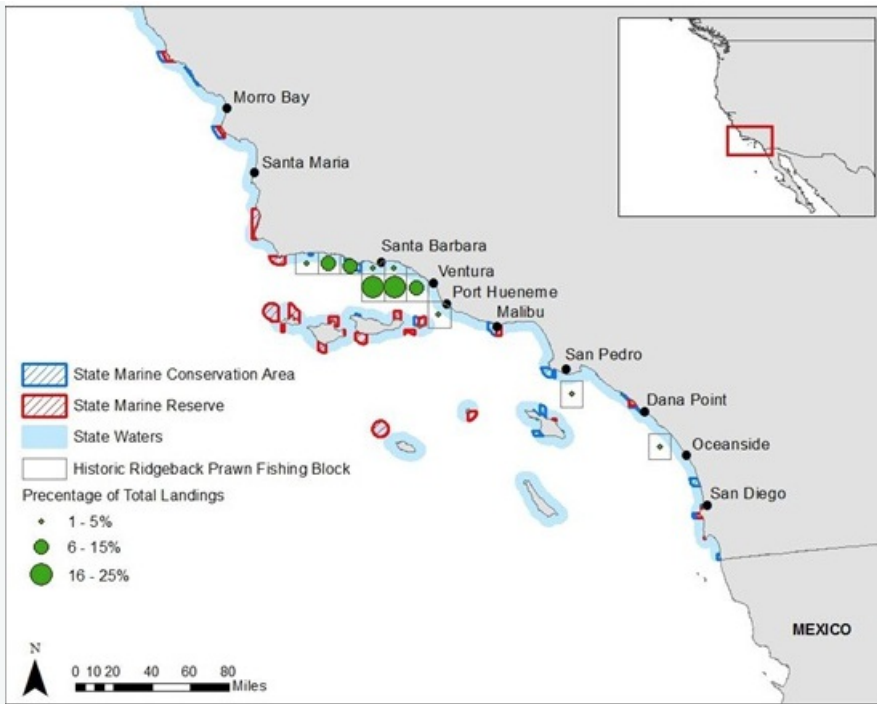 Morro Bay
Santa Maria
Santa Barbara
Ventura
Port Hueneme
Malibu
San Pedro
Dana Point
Oceanside
San Diego
MEXICO
State Marine Conservation Area
State Marine Reserve
State Waters
Historic Ridgeback Prawn Fishing Block
Precentage of Total Landings
1 - 5%
6 - 15%
16 - 25%
N
0 10 20 40 60 80
Miles